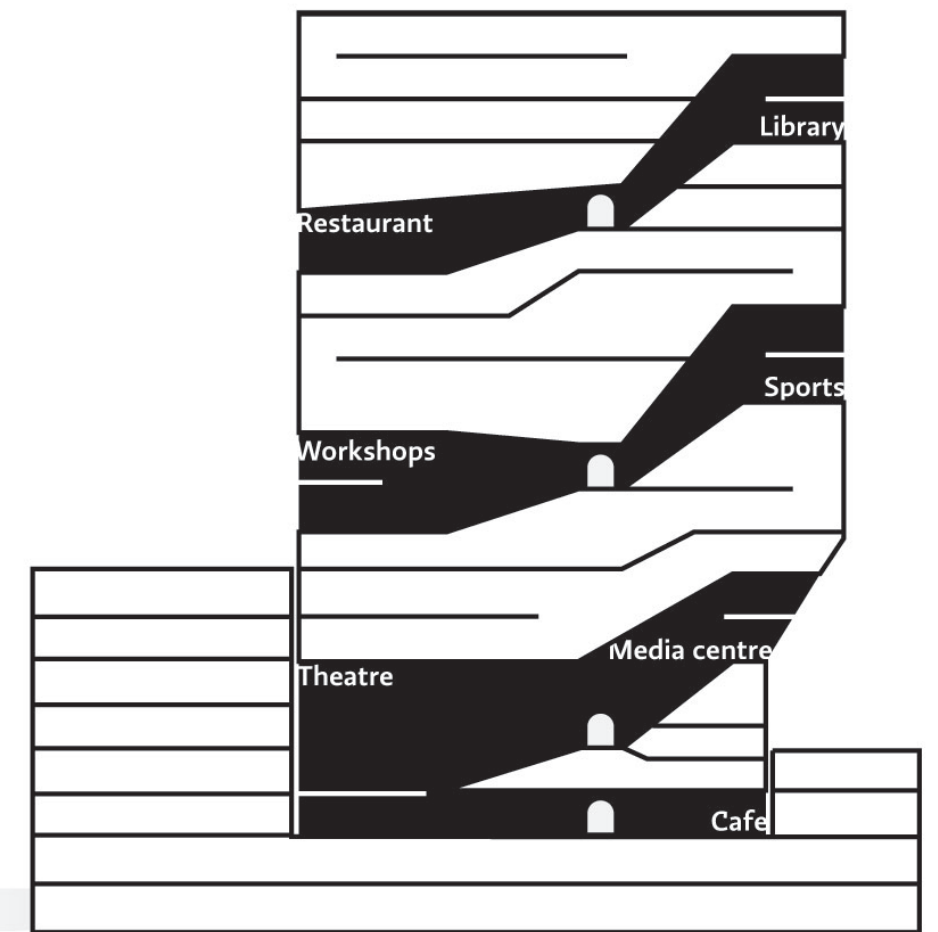 Library
Restaurant
Sports
Workshops
Media centre
Theatre
Cafe